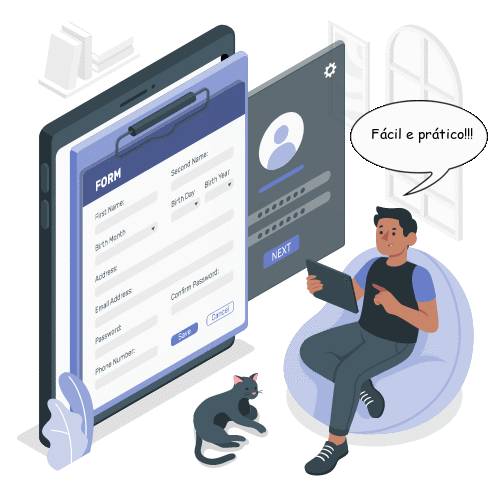 Fácil e prático!!!
FORM
First Name:
Second Name:
Birth Month
Birth Day
Birth Year
Address:
Email Address:
Password:
Confirm Password:
Phone Number:
Save
Cancel
NEXT